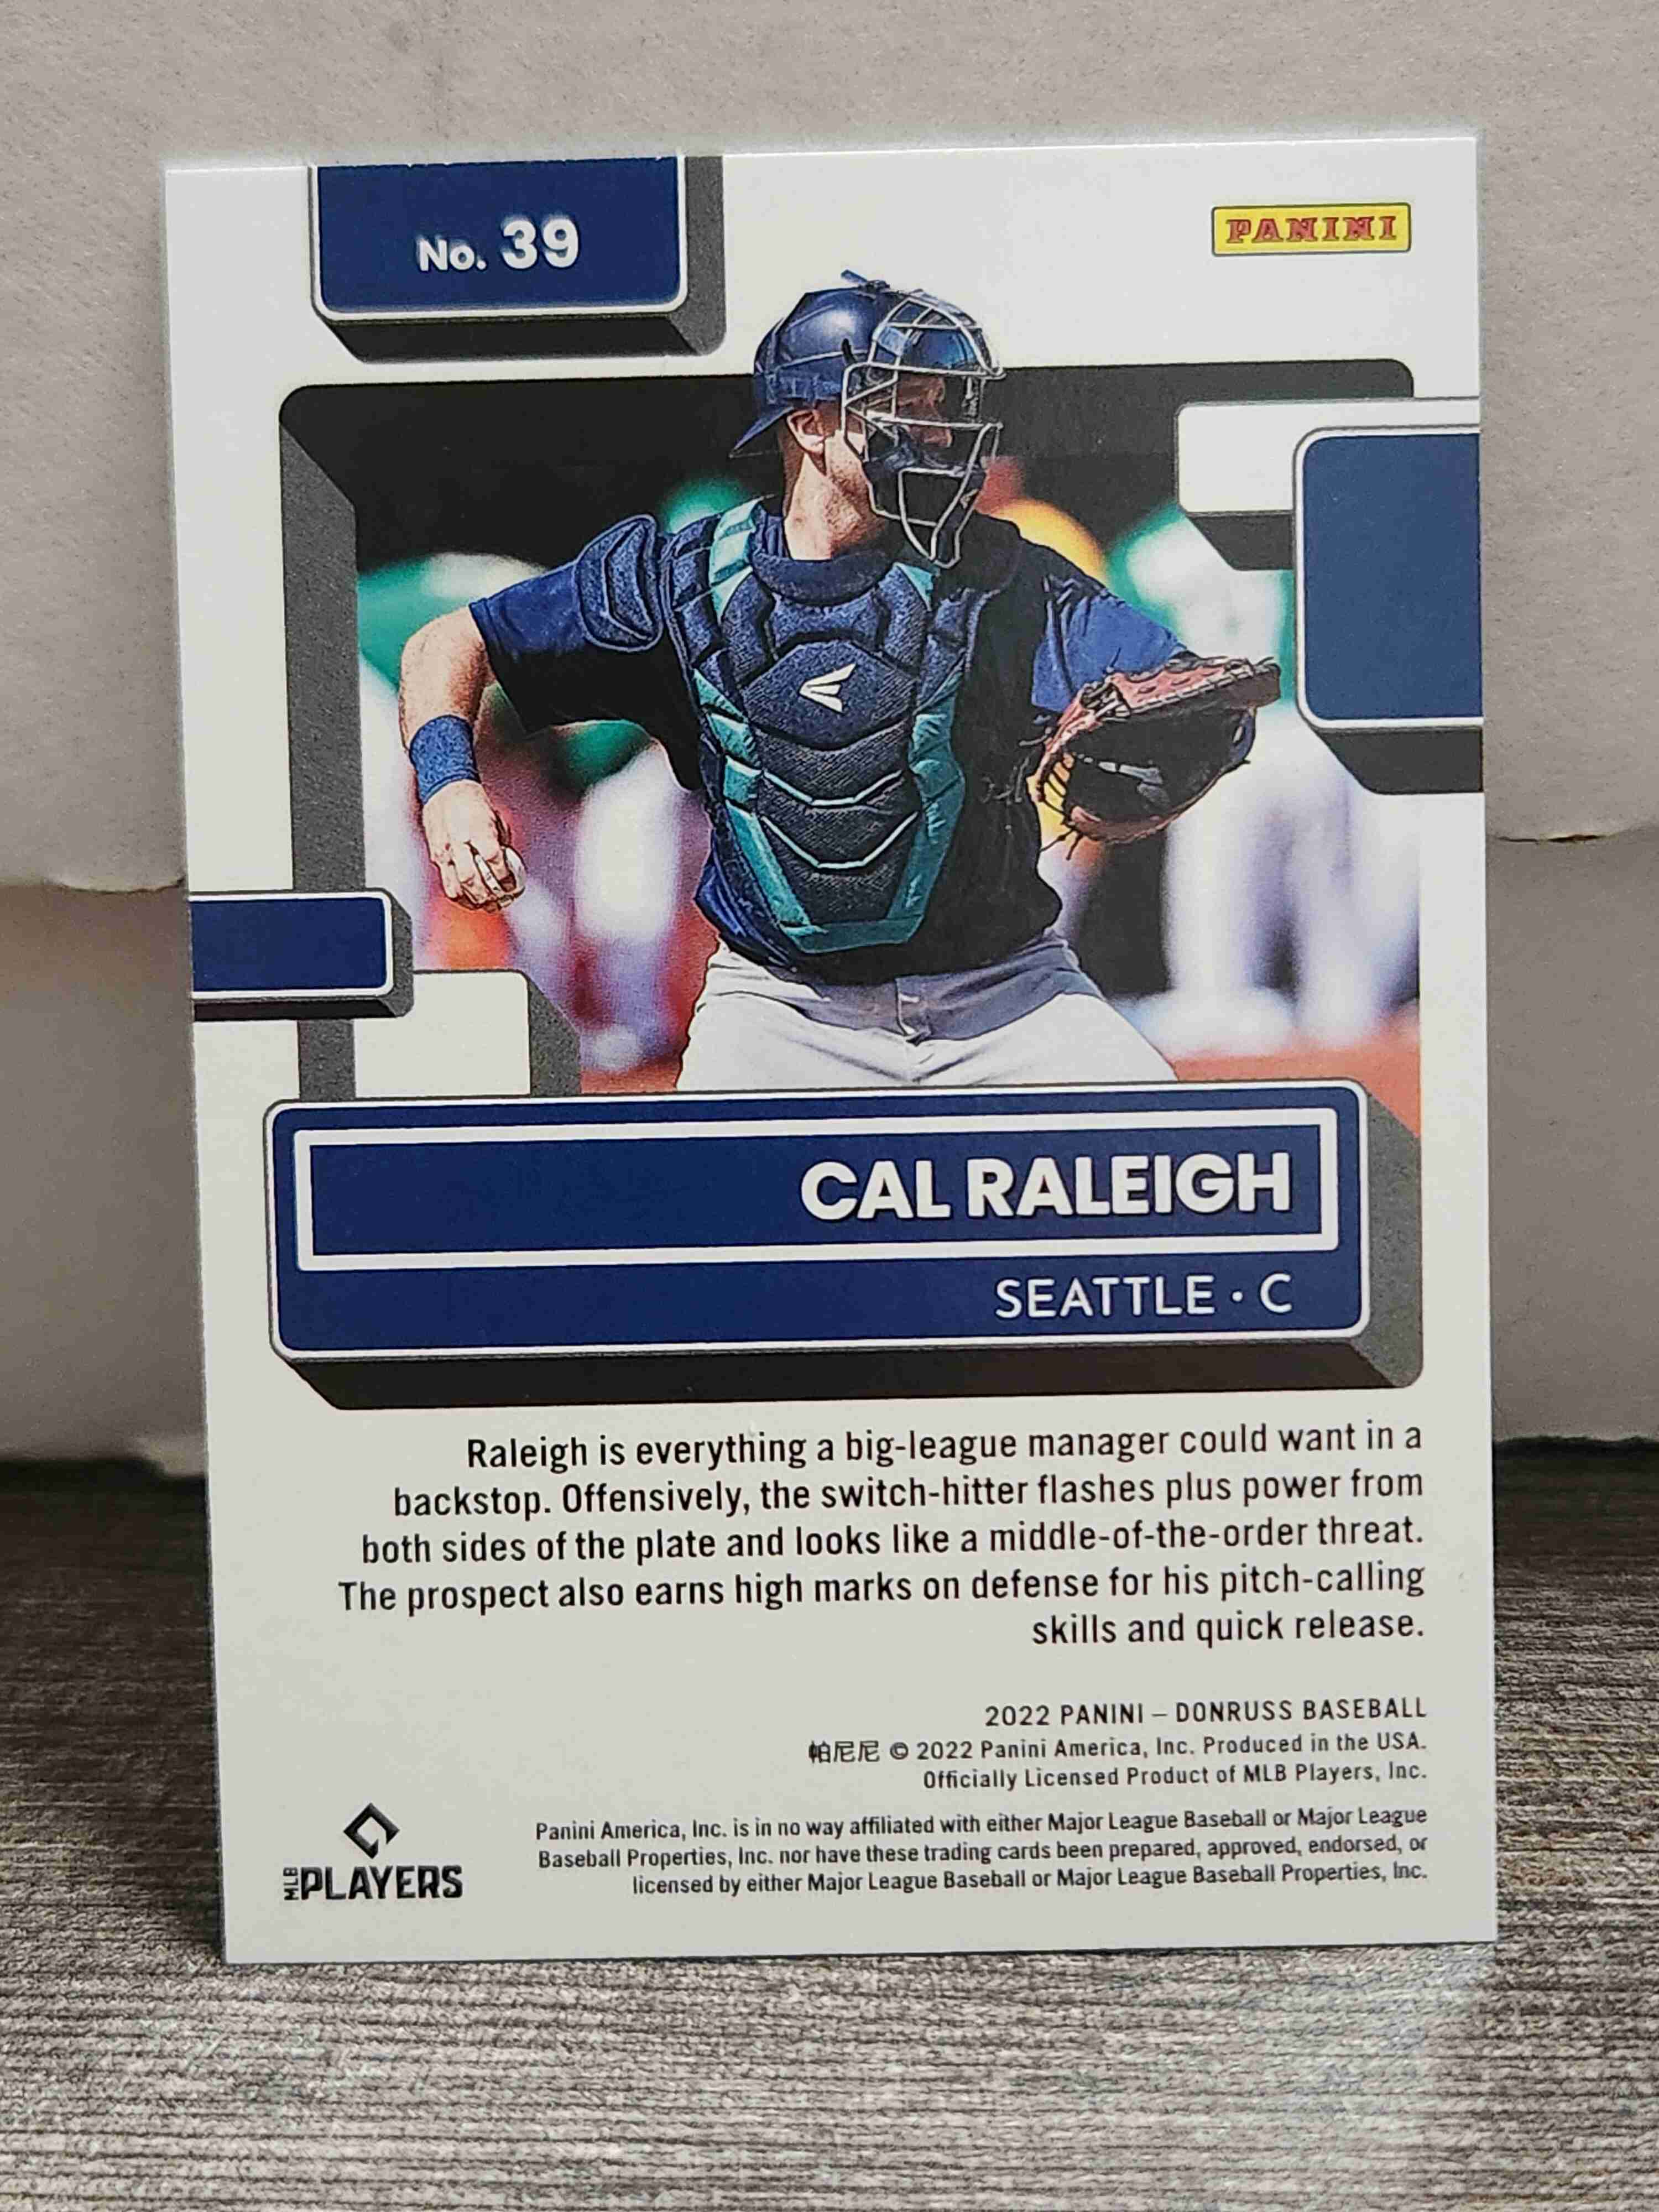 No. 39
PANINI
CAL RALEIGH
SEATTLE · C
Raleigh is everything a big-league manager could want in a
backstop. Offensively, the switch-hitter flashes plus power from
both sides of the plate and looks like a middle-of-the-order threat.
The prospect also earns high marks on defense for his pitch-calling
skills and quick release.
2022 PANINI – DONRUSS BASEBALL
帕尼尼 © 2022 Panini America, Inc. Produced in the USA.
Officially Licensed Product of MLB Players, Inc.
Panini America, Inc. is in no way affiliated with either Major League Baseball or Major League
Baseball Properties, Inc. nor have these trading cards been prepared, approved, endorsed, or
licensed by either Major League Baseball or Major League Baseball Properties, Inc.
MLB PLAYERS